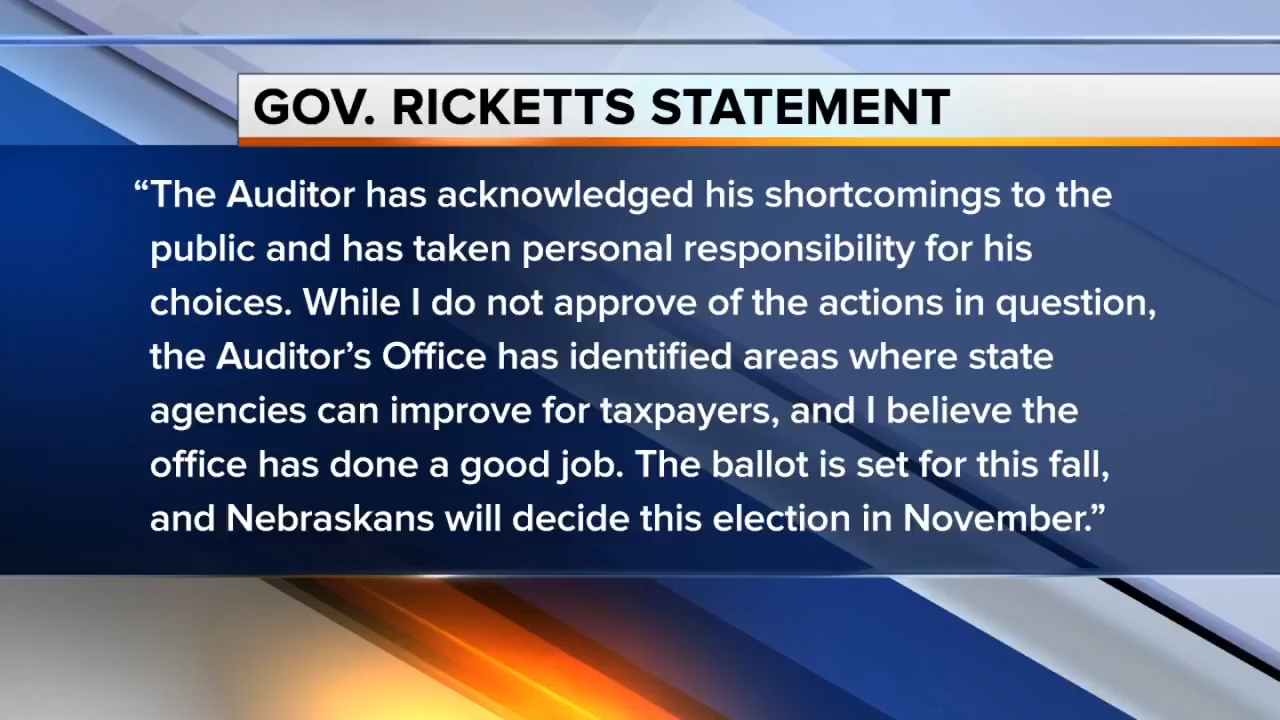 GOV. RICKETTS STATEMENT
“The Auditor has acknowledged his shortcomings to the
public and has taken personal responsibility for his
choices. While I do not approve of the actions in question,
the Auditor’s Office has identified areas where state
agencies can improve for taxpayers, and I believe the
office has done a good job. The ballot is set for this fall,
and Nebraskans will decide this election in November.”